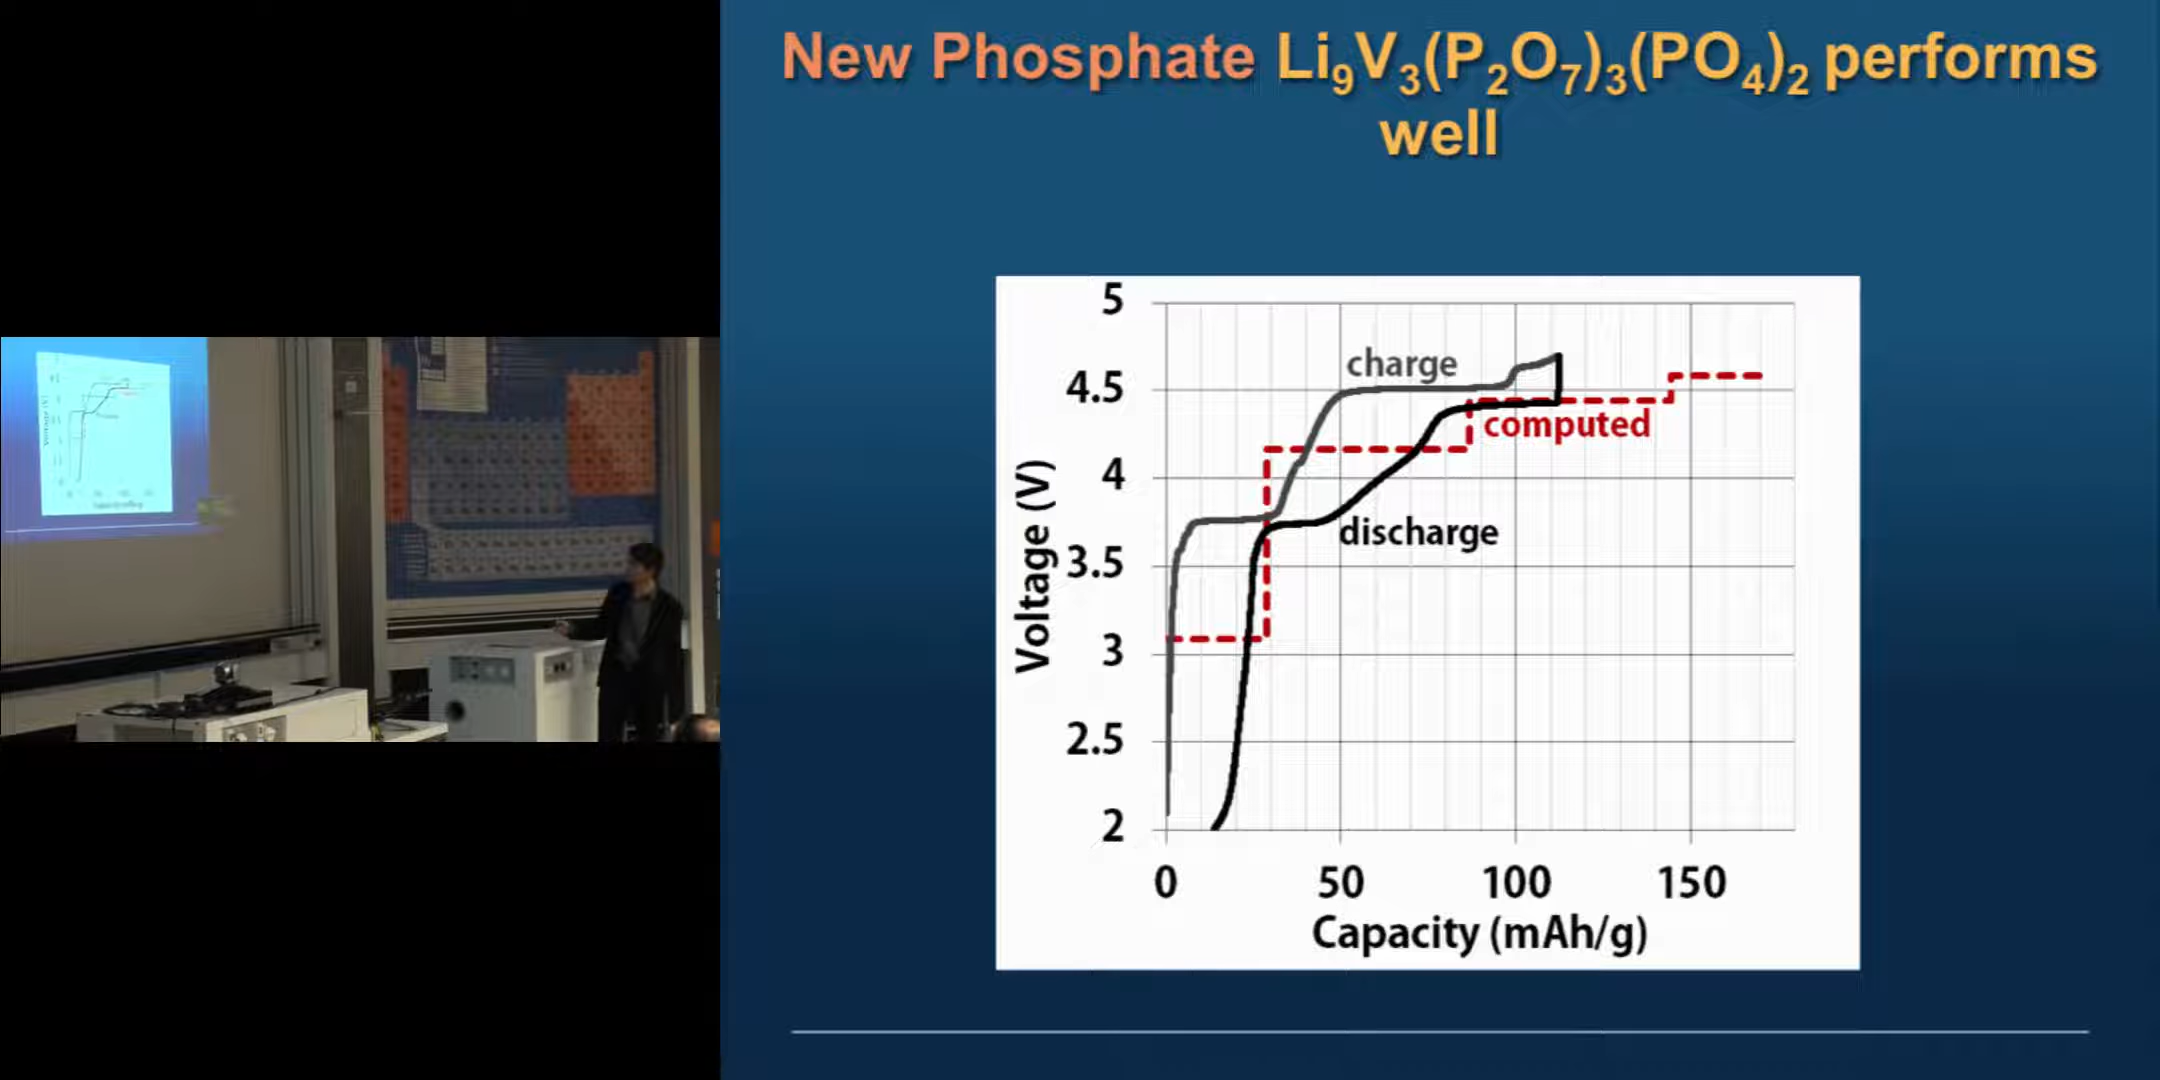 New Phosphate Li₉V₃(P₂O₇)₃(PO₄)₂ performs
well
5
4.5
4
3.5
3
2.5
2
Voltage (V)
charge
computed
discharge
0 50 100 150
Capacity (mAh/g)